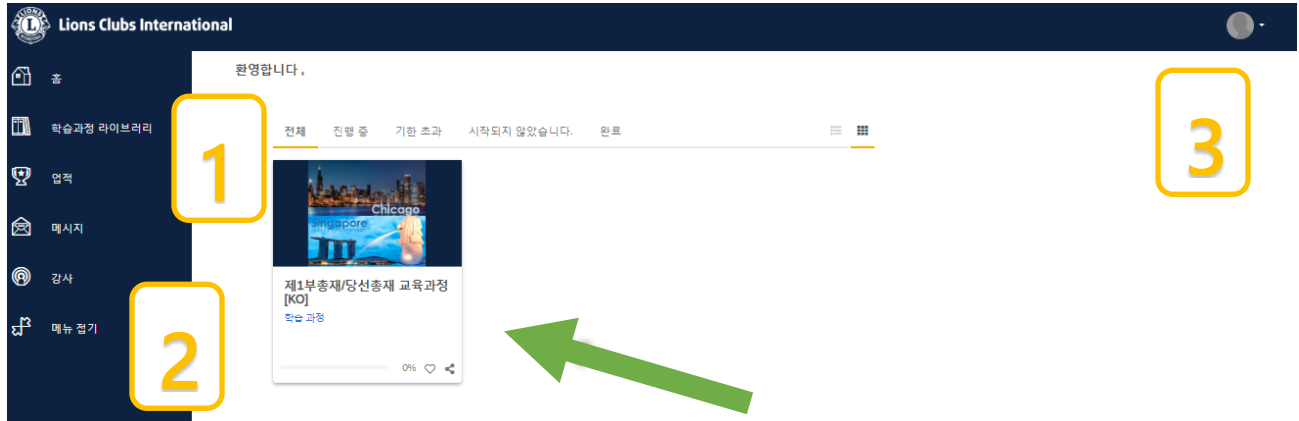 Lions Clubs International
홈
학습과정 라이브러리
업적
메시지
강사
메뉴 접기
환영합니다 ,
전체 진행 중 기한 초과 시작되지 않았습니다. 완료
Chicago
Singapore
제1부총재/당선총재 교육과정
[KO]
학습 과정
0%
1
2
3